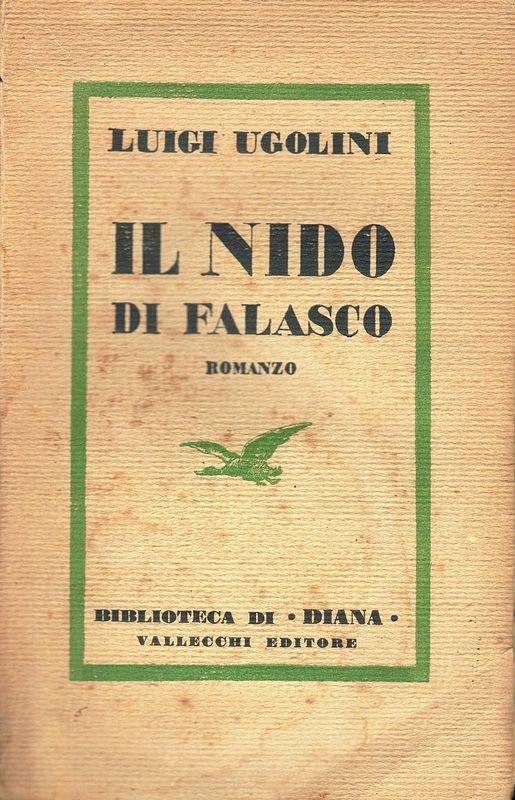 LUIGI UGOLINI
IL NIDO
DI FALASCO
ROMANZO
BIBLIOTECA DI • DIANA •
VALLECCHI EDITORE